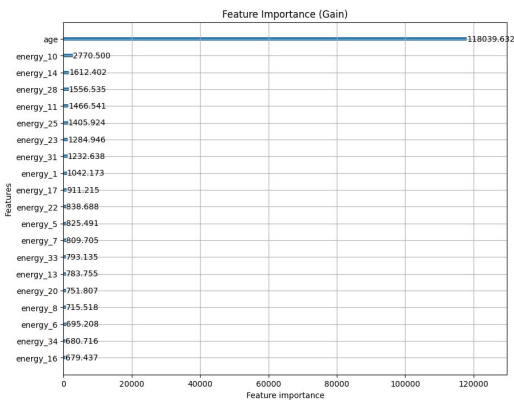 Feature Importance (Gain)
age 118039.632
energy_10 2770.500
energy_14 1612.402
energy_28 1556.535
energy_11 1466.541
energy_25 1405.924
energy_23 1284.946
energy_31 1232.638
energy_1 1042.173
energy_17 911.215
energy_22 838.688
energy_5 825.491
energy_7 809.705
energy_33 793.135
energy_13 783.755
energy_20 751.807
energy_8 715.518
energy_6 695.208
energy_34 680.716
energy_16 679.437
Features
0 20000 40000 60000 80000 100000 120000
Feature importance